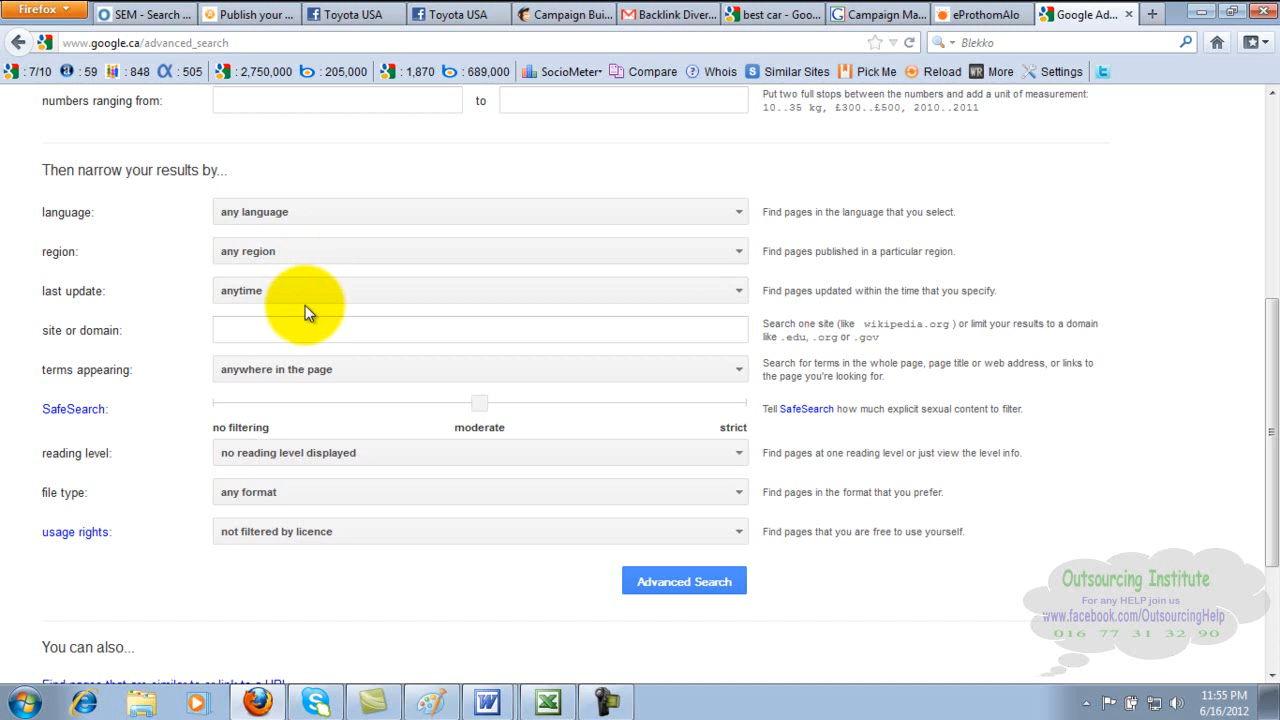 Firefox
SEM - Search ... Publish your ... Toyota USA Toyota USA Campaign Bui... Backlink Diver... best car - Goo... Campaign Ma... eProthomAlo Google Ad...
www.google.ca/advanced_search Blekko
: 7/10 : 59 : 848 : 505 : 2,750,000 : 205,000 : 1,870 : 689,000 SocioMeter Compare Whois Similar Sites Pick Me Reload More Settings
numbers ranging from: to Put two full stops between the numbers and add a unit of measurement:
10..35 kg, £300..£500, 2010..2011
Then narrow your results by...
language: any language Find pages in the language that you select.
region: any region Find pages published in a particular region.
last update: anytime Find pages updated within the time that you specify.
site or domain: Search one site (like wikipedia.org ) or limit your results to a domain
like .edu, .org or .gov
terms appearing: anywhere in the page Search for terms in the whole page, page title or web address, or links to
the page you're looking for.
SafeSearch: Tell SafeSearch how much explicit sexual content to filter.
no filtering moderate strict
reading level: no reading level displayed Find pages at one reading level or just view the level info.
file type: any format Find pages in the format that you prefer.
usage rights: not filtered by licence Find pages that you are free to use yourself.
Advanced Search
Outsourcing Institute
For any HELP join us
www.facebook.com/OutsourcingHelp
016 77 31 32 90
You can also...
Find pages that are similar to or link to a URL
11:55 PM
6/16/2012